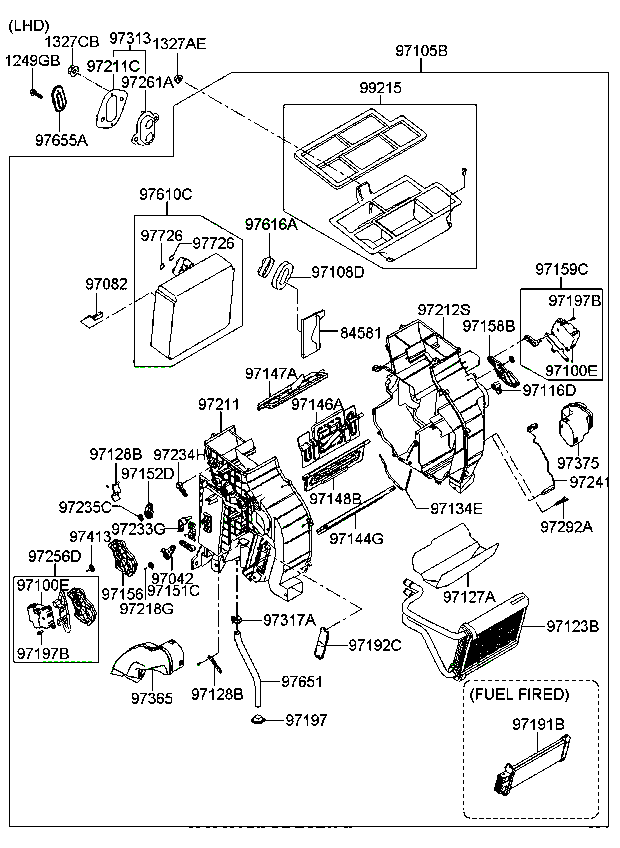 (LHD)
1327CB
97313
1327AE
1249GB
97211C
97105B
97261A
99215
97655A
97610C
97616A
97726
97726
97108D
97159C
97082
97197B
97212S
97158B
84581
97100E
97147A
97116D
97211
97146A
97128B
97234H
97152D
97375
97241
97235C
97148B
97134E
97233G
97292A
97413
97144G
97256D
97100E
97156
97042
97151C
97218G
97127A
97317A
97123B
97192C
97197B
97365
97128B
97651
(FUEL FIRED)
97197
97191B